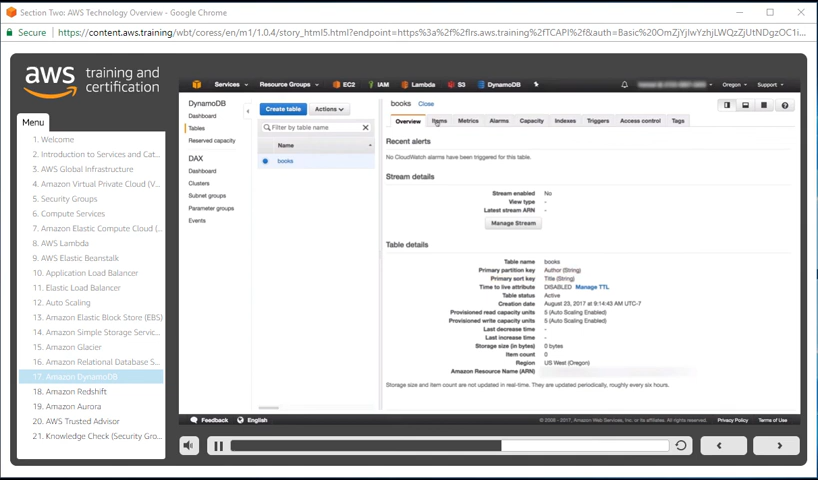 Section Two: AWS Technology Overview - Google Chrome
Secure https://content.aws.training/wbt/coress/en/m1/1.0.4/story_html5.html?endpoint=https%3a%2f%2flrs.aws.training%2fTCAPI%2f&auth=Basic%20OmZjYjIwYzhjLWQzZjUtNDgzOC1i...
aws training and certification
Menu
1. Welcome
2. Introduction to Services and Cat...
3. AWS Global Infrastructure
4. Amazon Virtual Private Cloud (V...
5. Security Groups
6. Compute Services
7. Amazon Elastic Compute Cloud (...
8. AWS Lambda
9. AWS Elastic Beanstalk
10. Application Load Balancer
11. Elastic Load Balancer
12. Auto Scaling
13. Amazon Elastic Block Store (EBS)
14. Amazon Simple Storage Servic...
15. Amazon Glacier
16. Amazon Relational Database S...
17. Amazon DynamoDB
18. Amazon Redshift
19. Amazon Aurora
20. AWS Trusted Advisor
21. Knowledge Check (Security Gro...
Services Resource Groups EC2 IAM Lambda S3 DynamoDB Oregon Support
DynamoDB
Dashboard
Tables
Reserved capacity
DAX
Dashboard
Clusters
Subnet groups
Parameter groups
Events
Create table Actions
Filter by table name
Name
books
books Close
Overview Items Metrics Alarms Capacity Indexes Triggers Access control Tags
Recent alerts
No CloudWatch alarms have been triggered for this table.
Stream details
Stream enabled No
View type -
Latest stream ARN -
Manage Stream
Table details
Table name books
Primary partition key Author (String)
Primary sort key Title (String)
Time to live attribute DISABLED Manage TTL
Table status Active
Creation date August 23, 2017 at 9:14:43 AM UTC-7
Provisioned read capacity units 5 (Auto Scaling Enabled)
Provisioned write capacity units 5 (Auto Scaling Enabled)
Last decrease time -
Last increase time -
Storage size (in bytes) 0 bytes
Item count 0
Region US West (Oregon)
Amazon Resource Name (ARN)
Storage size and item count are not updated in real-time. They are updated periodically, roughly every six hours.
Feedback English © 2008 - 2017, Amazon Web Services, Inc. or its affiliates. All rights reserved. Privacy Policy Terms of Use